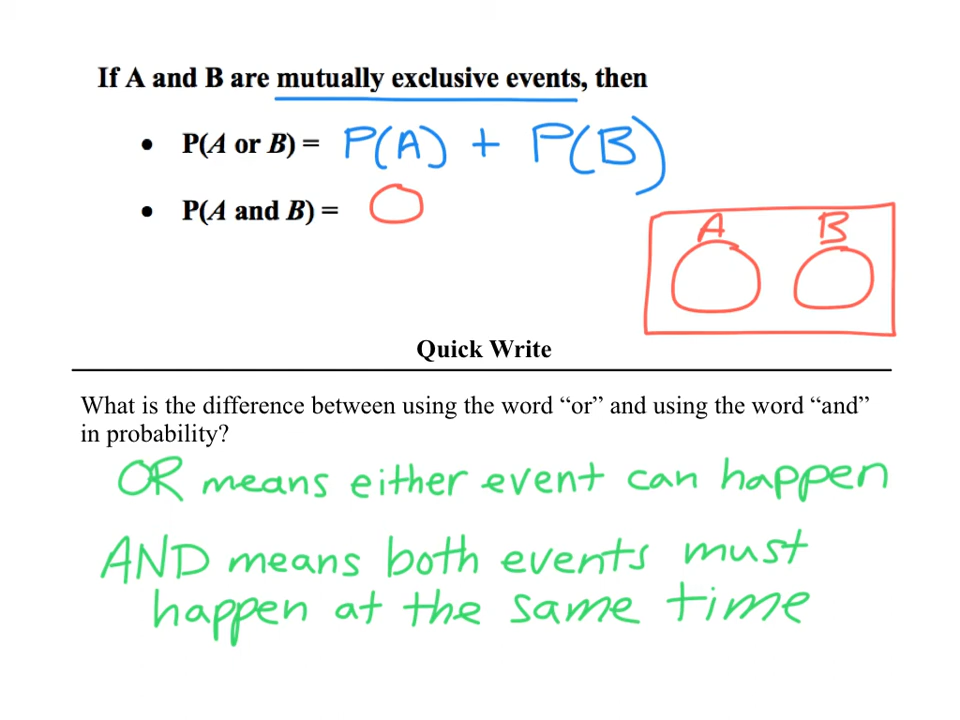 If A and B are mutually exclusive events, then
• P(A or B) = P(A) + P(B)
• P(A and B) = 0
A B
Quick Write
What is the difference between using the word “or” and using the word “and”
in probability?
OR means either event can happen
AND means both events must
happen at the same time